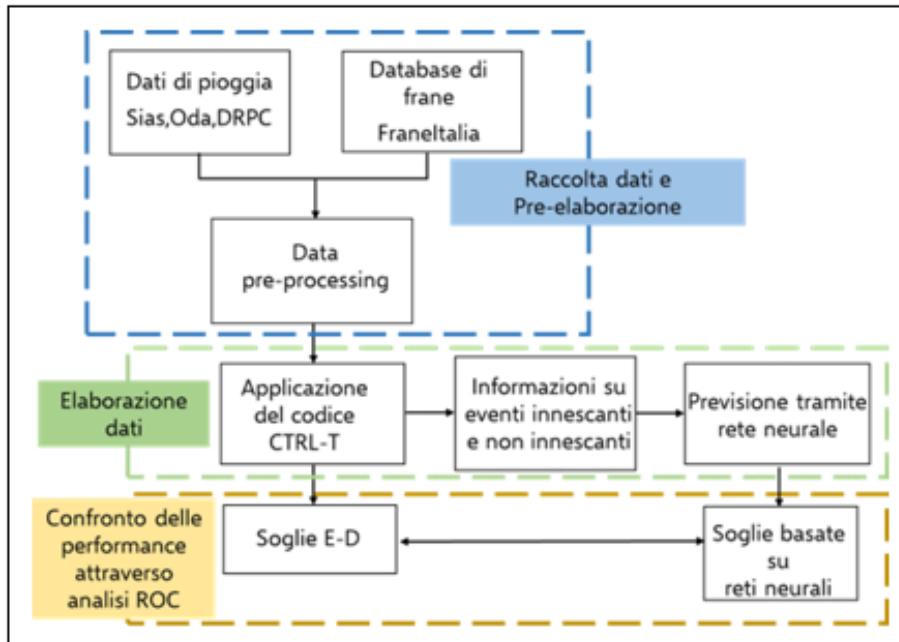 Dati di pioggia
Sias,Oda,DRPC
Database di
frane
FraneItalia
Raccolta dati e
Pre-elaborazione
Data
pre-processing
Elaborazione
dati
Applicazione
del codice
CTRL-T
Informazioni su
eventi innescanti
e non innescanti
Previsione tramite
rete neurale
Confronto delle
performance
attraverso
analisi ROC
Soglie E-D
Soglie basate
su
reti neurali